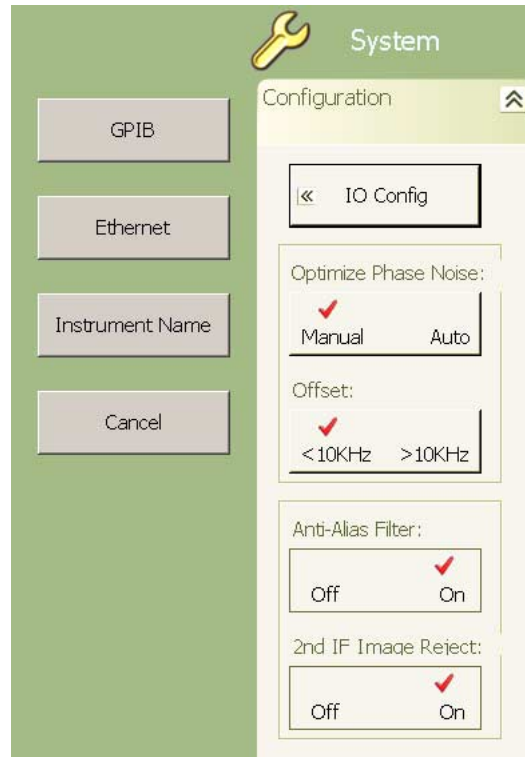 System
Configuration
GPIB
Ethernet
Instrument Name
Cancel
IO Config
Optimize Phase Noise:
Manual Auto
Offset:
<10KHz >10KHz
Anti-Alias Filter:
Off On
2nd IF Image Reject:
Off On